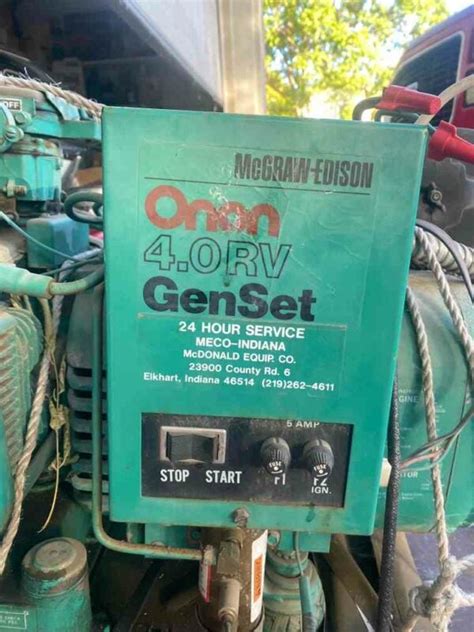 OFF
McGRAW-EDISON
Onan
4.0RV
GenSet
24 HOUR SERVICE
MECO-INDIANA
McDONALD EQUIP. CO.
23900 County Rd. 6
Elkhart, Indiana 46514 (219)262-4611
5 AMP
STOP START
F1
F2
IGN.